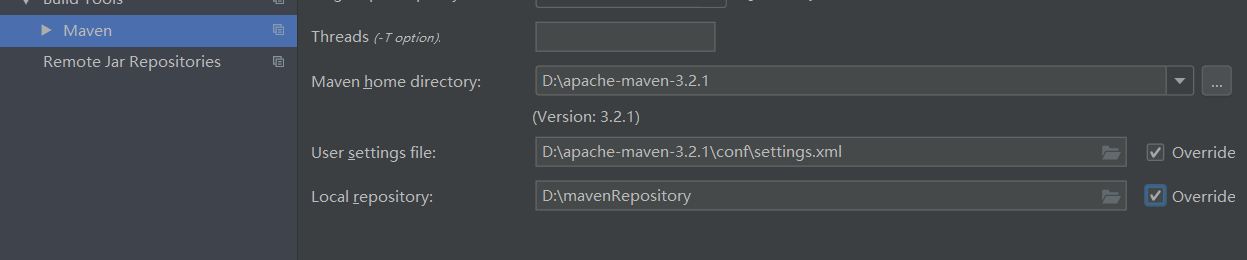 Build Tools
Maven
Remote Jar Repositories
Threads (-T option).
Maven home directory: D:\apache-maven-3.2.1 ...
(Version: 3.2.1)
User settings file: D:\apache-maven-3.2.1\conf\settings.xml Override
Local repository: D:\mavenRepository Override